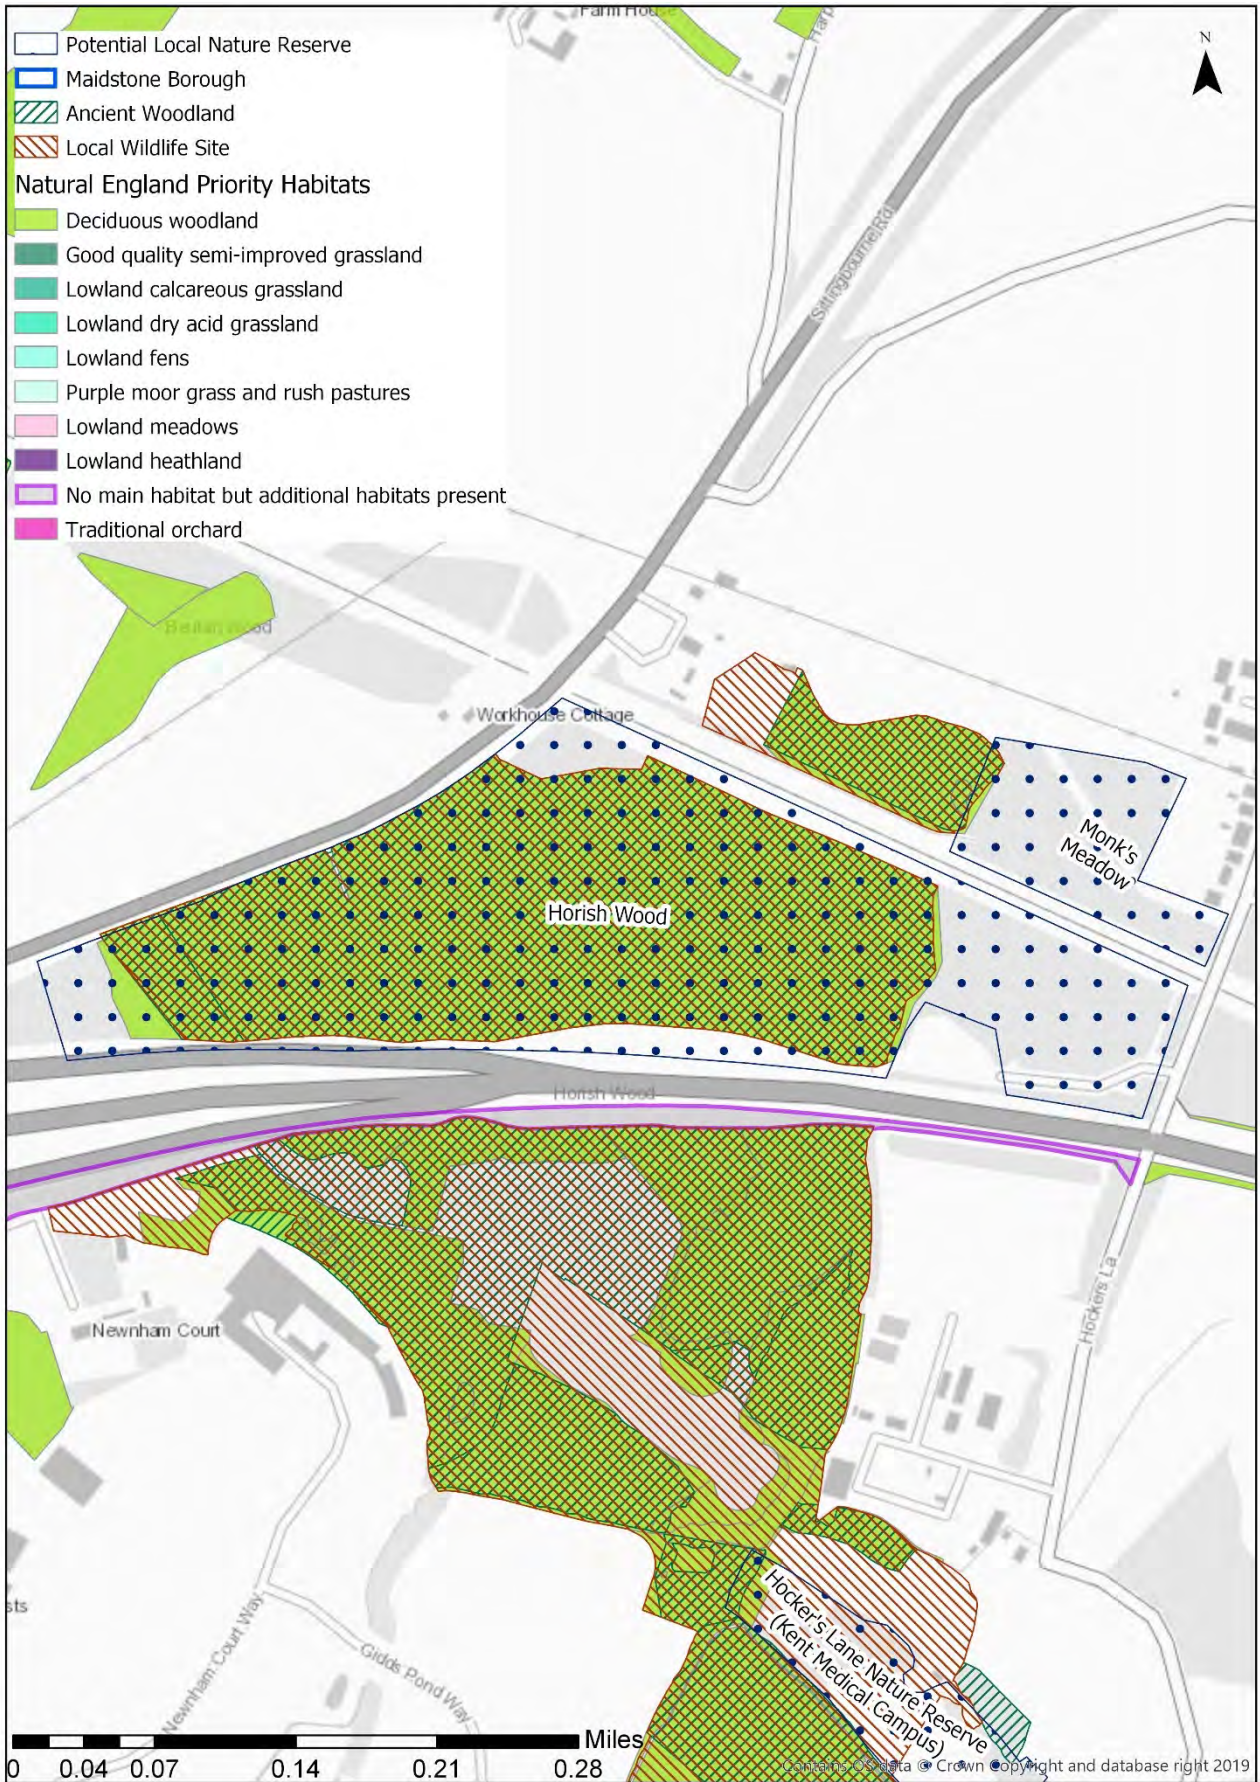 Farm House
Harp
N
Potential Local Nature Reserve
Maidstone Borough
Ancient Woodland
Local Wildlife Site
Natural England Priority Habitats
Deciduous woodland
Good quality semi-improved grassland
Lowland calcareous grassland
Lowland dry acid grassland
Lowland fens
Purple moor grass and rush pastures
Lowland meadows
Lowland heathland
No main habitat but additional habitats present
Traditional orchard
Sittingbourne Rd
Wood
Workhouse Cottage
Monk's
Meadow
Horish Wood
Horish Wood
Hockers La
Newnham Court
sts
Newnham Court Way
Gidds Pond Way
Hocker's Lane Nature Reserve
(Kent Medical Campus)
Miles
0 0.04 0.07 0.14 0.21 0.28
Contains OS data © Crown Copyright and database right 2019